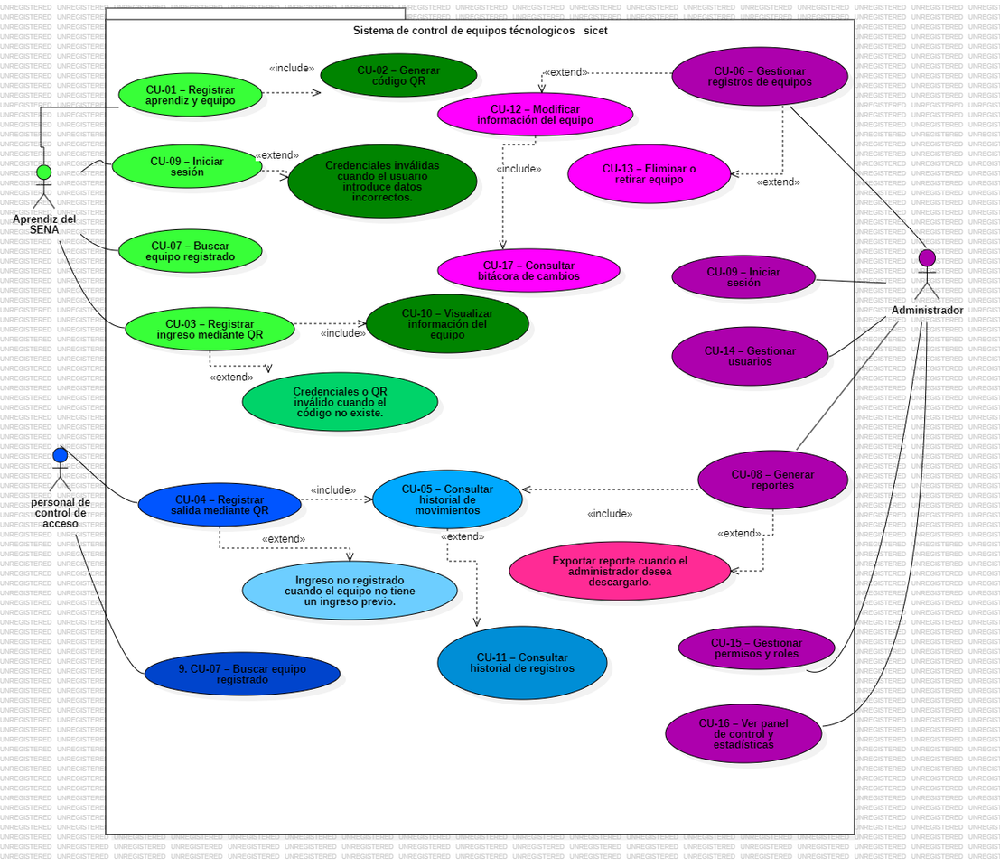 Sistema de control de equipos técnologicos   sicet
CU-01 – Registrar
aprendiz y equipo
«include»
CU-02 – Generar
código QR
«extend»
CU-06 – Gestionar
registros de equipos
CU-12 – Modificar
información del equipo
CU-09 – Iniciar
sesión
«extend»
Credenciales inválidas
cuando el usuario
introduce datos
incorrectos.
«include»
CU-13 – Eliminar o
retirar equipo
«extend»
Aprendiz del
SENA
CU-07 – Buscar
equipo registrado
CU-17 – Consultar
bitácora de cambios
CU-09 – Iniciar
sesión
Administrador
CU-03 – Registrar
ingreso mediante QR
«include»
CU-10 – Visualizar
información del
equipo
CU-14 – Gestionar
usuarios
«extend»
Credenciales o QR
inválido cuando el
código no existe.
personal de
control de
acceso
CU-04 – Registrar
salida mediante QR
«include»
CU-05 – Consultar
historial de
movimientos
CU-08 – Generar
reportes
«include»
«extend»
«extend»
«extend»
Ingreso no registrado
cuando el equipo no tiene
un ingreso previo.
Exportar reporte cuando el
administrador desea
descargarlo.
9. CU-07 – Buscar equipo
registrado
CU-11 – Consultar
historial de registros
CU-15 – Gestionar
permisos y roles
CU-16 – Ver panel
de control y
estadísticas
UNREGISTERED